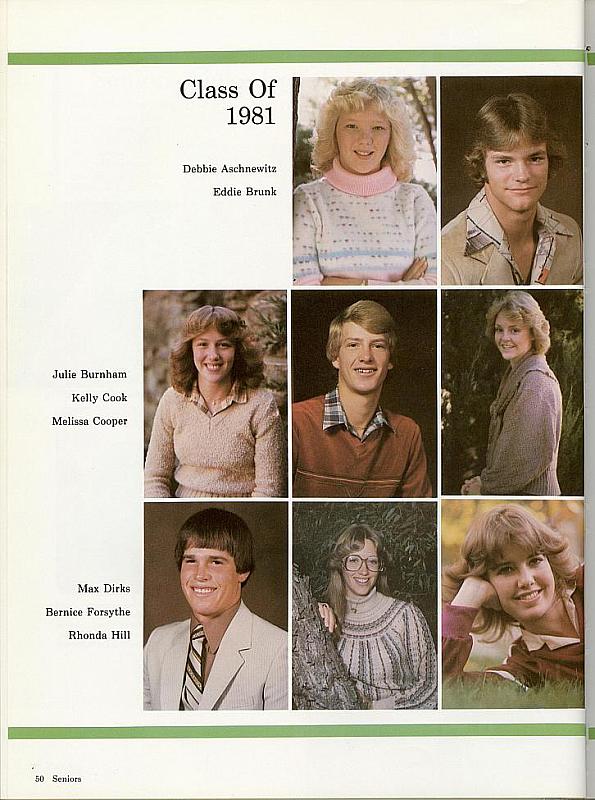 Class Of
1981
Debbie Aschnewitz
Eddie Brunk
Julie Burnham
Kelly Cook
Melissa Cooper
Max Dirks
Bernice Forsythe
Rhonda Hill
50 Seniors